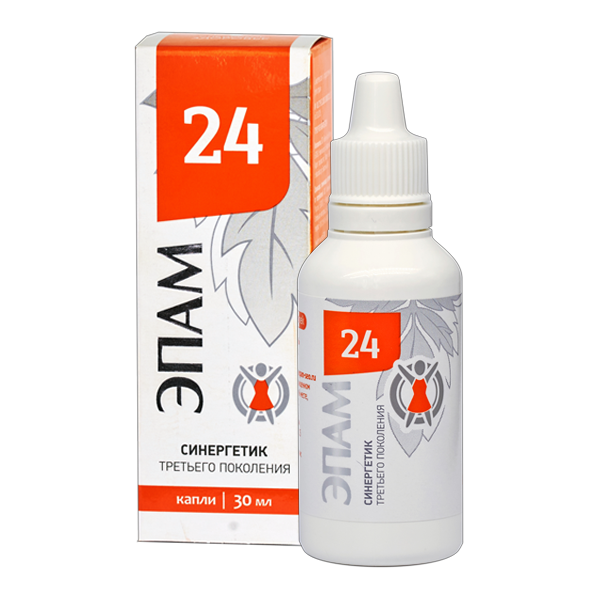 24
ЭПАМ
СИНЕРГЕТИК
ТРЕТЬЕГО ПОКОЛЕНИЯ
капли | 30 мл
24
ЭПАМ
СИНЕРГЕТИК
ТРЕТЬЕГО ПОКОЛЕНИЯ